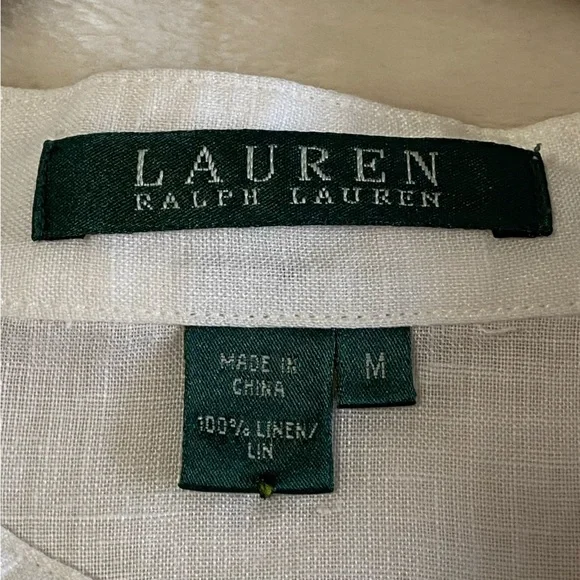 LAUREN
RALPH LAUREN
MADE IN
CHINA
M
100% LINEN/
LIN